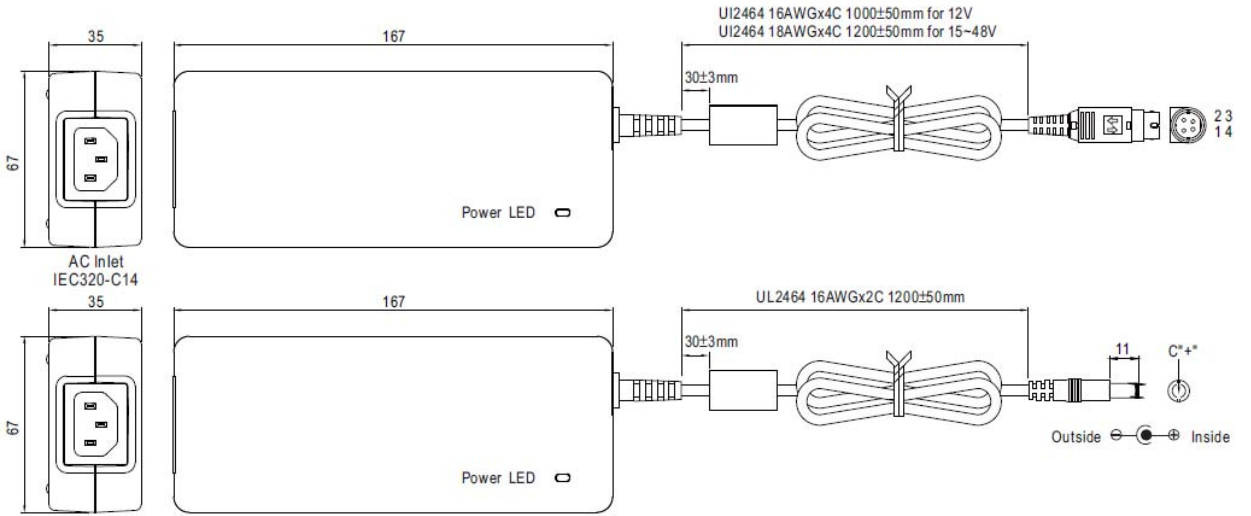 UI2464 16AWGx4C 1000±50mm for 12V
UI2464 18AWGx4C 1200±50mm for 15~48V
35
167
30±3mm
67
2 3
1 4
Power LED
AC Inlet
IEC320-C14
35
167
UL2464 16AWGx2C 1200±50mm
30±3mm
11
C"+"
67
Outside
Inside
Power LED